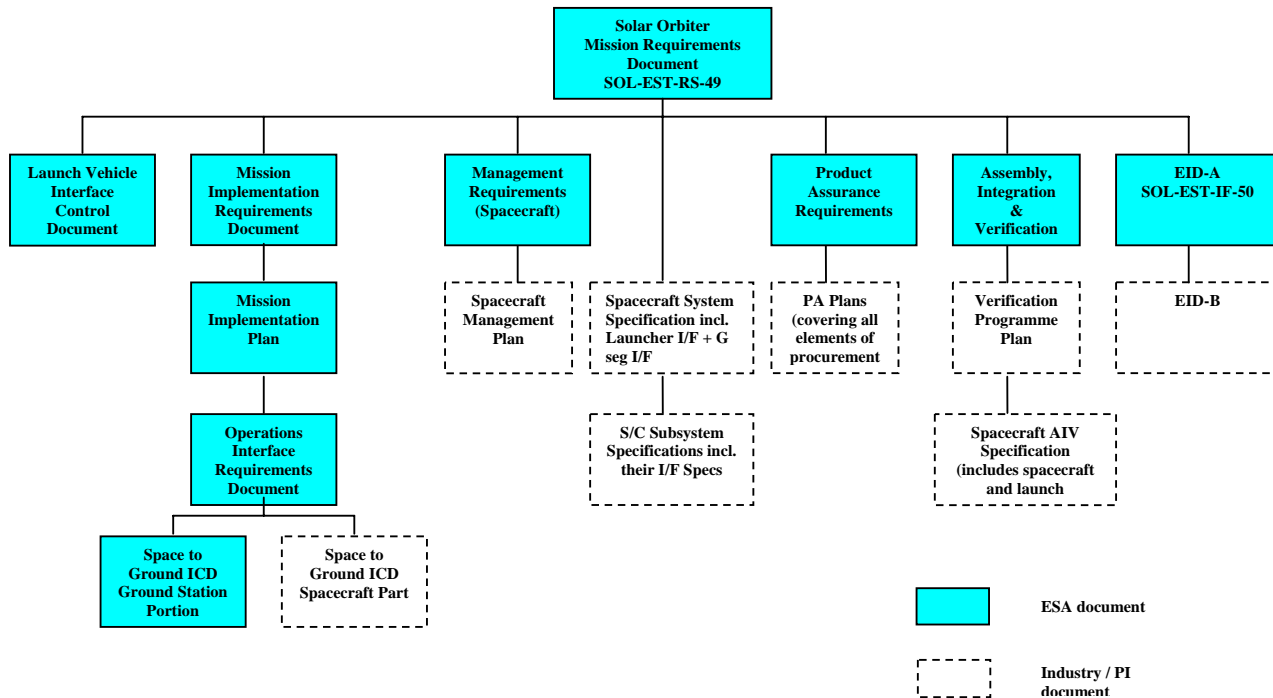 Solar Orbiter
Mission Requirements
Document
SOL-EST-RS-49
Launch Vehicle
Interface
Control
Document
Mission
Implementation
Requirements
Document
Management
Requirements
(Spacecraft)
Product
Assurance
Requirements
Assembly,
Integration
&
Verification
EID-A
SOL-EST-IF-50
Mission
Implementation
Plan
Spacecraft
Management
Plan
Spacecraft System
Specification incl.
Launcher I/F + G
seg I/F
PA Plans
(covering all
elements of
procurement
Verification
Programme
Plan
EID-B
Operations
Interface
Requirements
Document
S/C Subsystem
Specifications incl.
their I/F Specs
Spacecraft AIV
Specification
(includes spacecraft
and launch
Space to
Ground ICD
Ground Station
Portion
Space to
Ground ICD
Spacecraft Part
ESA document
Industry / PI
document